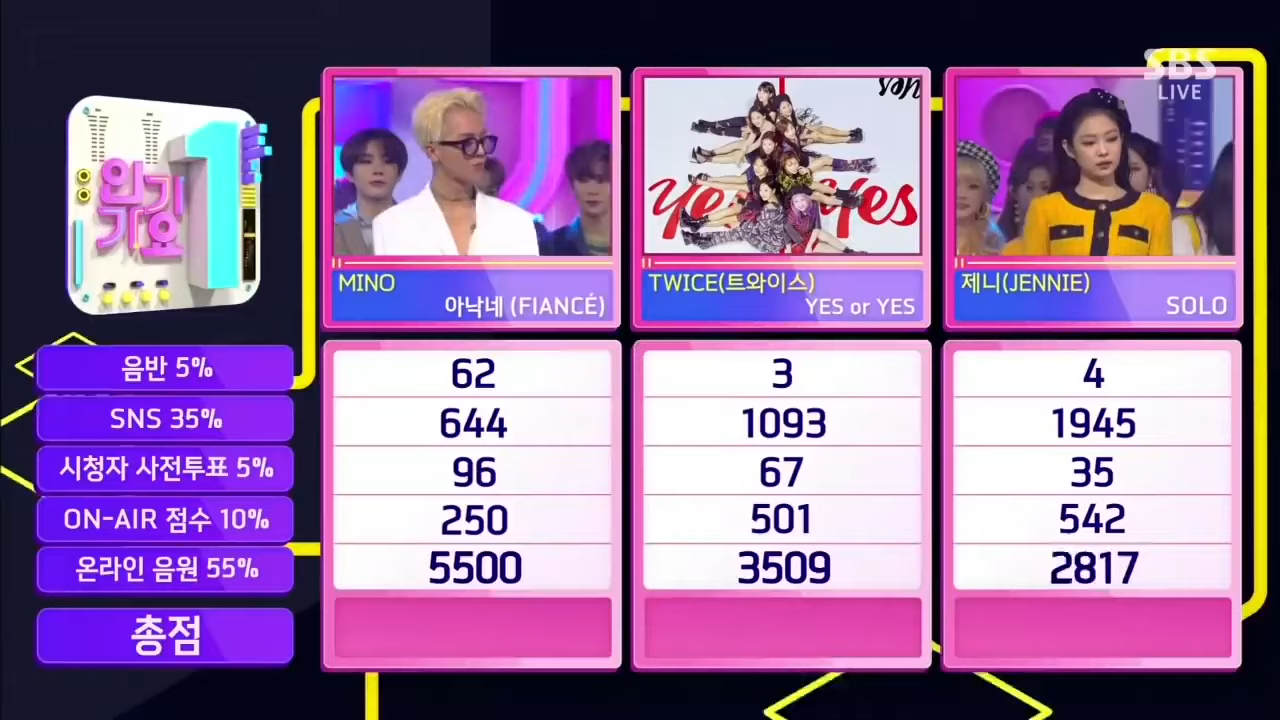 SBS
LIVE
인기가요
1
MINO
아낙네 (FIANCÉ)
Yes Yes
TWICE(트와이스)
YES or YES
제니(JENNIE)
SOLO
음반 5% 62 3 4
SNS 35% 644 1093 1945
시청자 사전투표 5% 96 67 35
ON-AIR 점수 10% 250 501 542
온라인 음원 55% 5500 3509 2817
총점